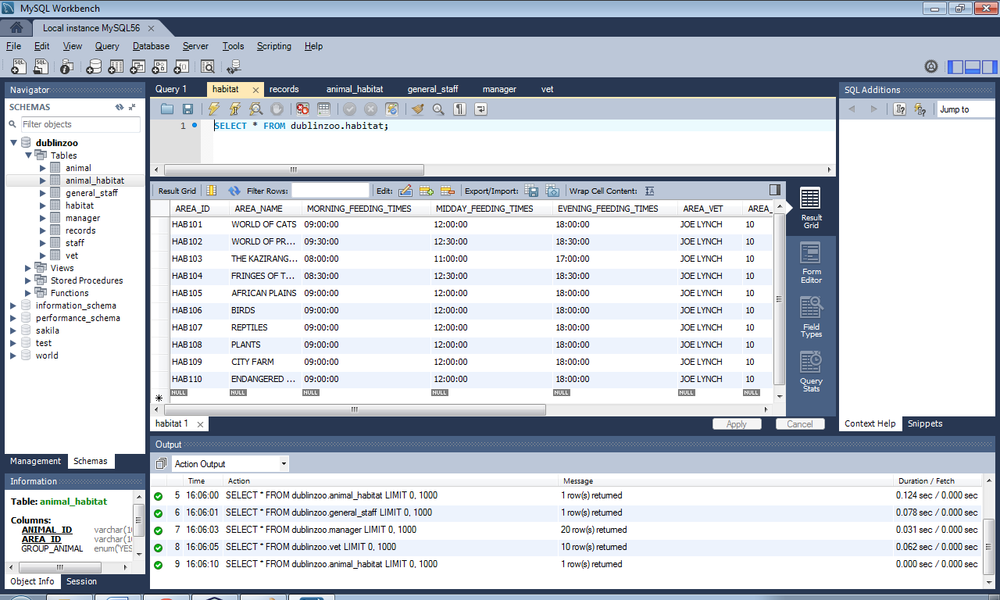 MySQL Workbench
Local instance MySQL56
File Edit View Query Database Server Tools Scripting Help
Navigator
SCHEMAS
Filter objects
dublinzoo
Tables
animal
animal_habitat
general_staff
habitat
manager
records
staff
vet
Views
Stored Procedures
Functions
information_schema
performance_schema
sakila
test
world
Management Schemas
Information
Table: animal_habitat
Columns:
ANIMAL_ID varchar(10
AREA_ID varchar(10
GROUP_ANIMAL enum('YES
Object Info Session
Query 1 habitat records animal_habitat general_staff manager vet
1 SELECT * FROM dublinzoo.habitat;
Result Grid Filter Rows: Edit: Export/Import: Wrap Cell Content:
AREA_ID AREA_NAME MORNING_FEEDING_TIMES MIDDAY_FEEDING_TIMES EVENING_FEEDING_TIMES AREA_VET AREA_
HAB101 WORLD OF CATS 09:00:00 12:00:00 18:00:00 JOE LYNCH 10
HAB102 WORLD OF PR... 09:30:00 12:30:00 18:30:00 JOE LYNCH 10
HAB103 THE KAZIRANG... 08:00:00 11:00:00 17:00:00 JOE LYNCH 10
HAB104 FRINGES OF T... 08:30:00 12:30:00 18:30:00 JOE LYNCH 10
HAB105 AFRICAN PLAINS 09:00:00 12:00:00 18:00:00 JOE LYNCH 10
HAB106 BIRDS 09:00:00 12:00:00 18:00:00 JOE LYNCH 10
HAB107 REPTILES 09:00:00 12:00:00 18:00:00 JOE LYNCH 10
HAB108 PLANTS 09:00:00 12:00:00 18:00:00 JOE LYNCH 10
HAB109 CITY FARM 09:00:00 12:00:00 18:00:00 JOE LYNCH 10
HAB110 ENDANGERED ... 09:00:00 12:00:00 18:00:00 JOE LYNCH 10
NULL NULL NULL NULL NULL NULL NULL
habitat 1
Apply Cancel
Result Grid
Form Editor
Field Types
Query Stats
SQL Additions
Jump to
Context Help Snippets
Output
Action Output
Time Action Message Duration / Fetch
5 16:06:00 SELECT * FROM dublinzoo.animal_habitat LIMIT 0, 1000 1 row(s) returned 0.124 sec / 0.000 sec
6 16:06:01 SELECT * FROM dublinzoo.general_staff LIMIT 0, 1000 1 row(s) returned 0.078 sec / 0.000 sec
7 16:06:03 SELECT * FROM dublinzoo.manager LIMIT 0, 1000 20 row(s) returned 0.031 sec / 0.000 sec
8 16:06:05 SELECT * FROM dublinzoo.vet LIMIT 0, 1000 10 row(s) returned 0.062 sec / 0.000 sec
9 16:06:10 SELECT * FROM dublinzoo.animal_habitat LIMIT 0, 1000 1 row(s) returned 0.000 sec / 0.000 sec